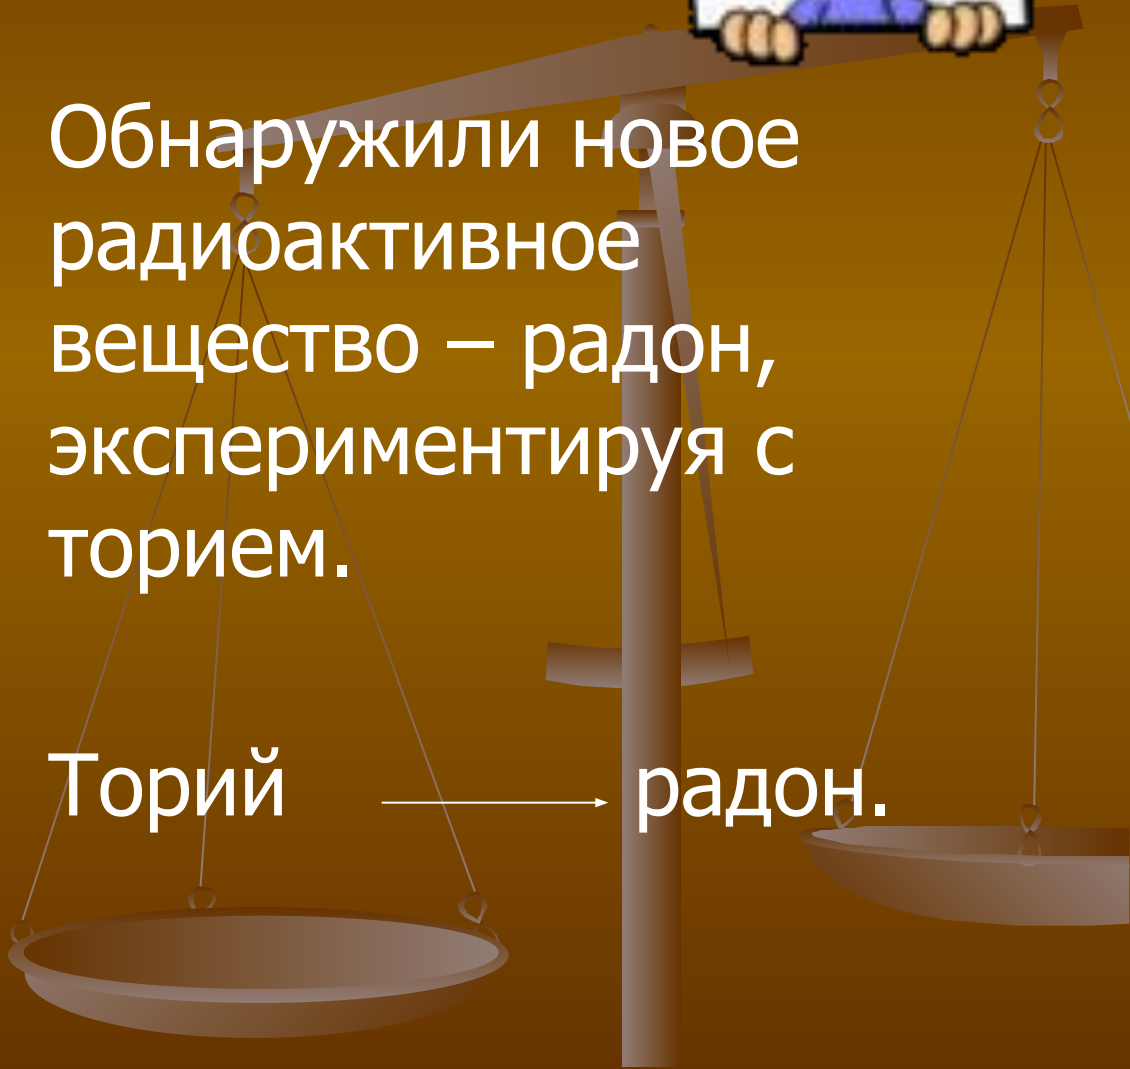 Обнаружили новое
радиоактивное
вещество – радон,
экспериментируя с
торием.
Торий радон.